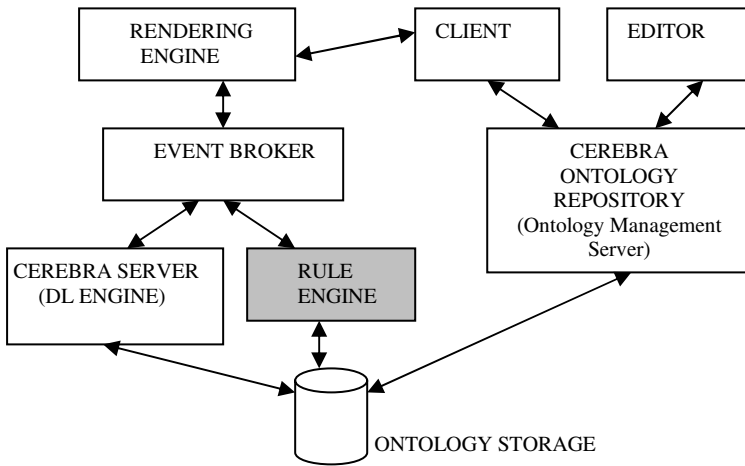 RENDERING
ENGINE
CLIENT
EDITOR
EVENT BROKER
CEREBRA
ONTOLOGY
REPOSITORY
(Ontology Management
Server)
CEREBRA SERVER
(DL ENGINE)
RULE
ENGINE
ONTOLOGY STORAGE